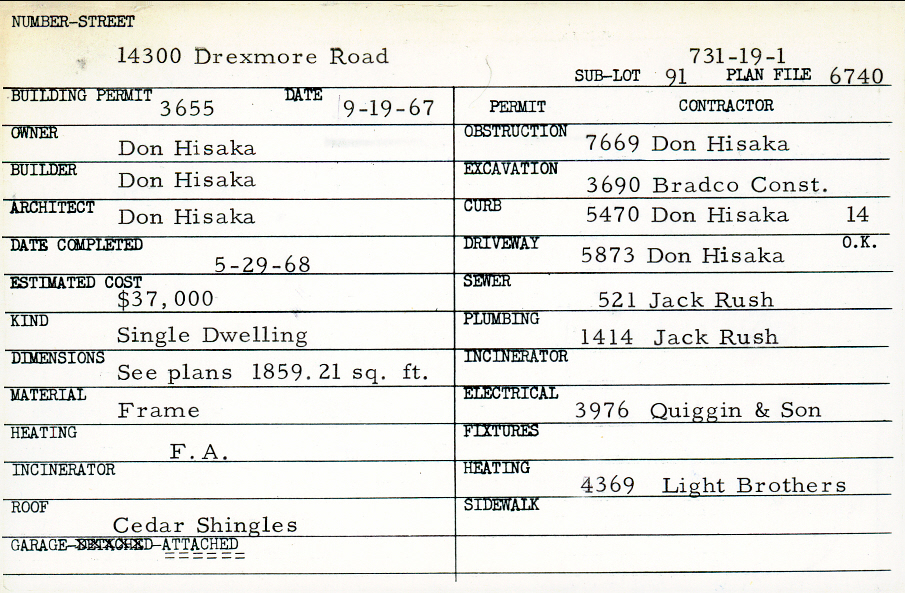 NUMBER-STREET
14300 Drexmore Road
731-19-1
SUB-LOT 91 PLAN FILE 6740
BUILDING PERMIT 3655 DATE 9-19-67
OWNER Don Hisaka
BUILDER Don Hisaka
ARCHITECT Don Hisaka
DATE COMPLETED 5-29-68
ESTIMATED COST $37,000
KIND Single Dwelling
DIMENSIONS See plans 1859.21 sq. ft.
MATERIAL Frame
HEATING F.A.
INCINERATOR
ROOF Cedar Shingles
GARAGE-DETACHED-ATTACHED
PERMIT CONTRACTOR
OBSTRUCTION 7669 Don Hisaka
EXCAVATION 3690 Bradco Const.
CURB 5470 Don Hisaka 14
DRIVEWAY 5873 Don Hisaka O.K.
SEWER 521 Jack Rush
PLUMBING 1414 Jack Rush
INCINERATOR
ELECTRICAL 3976 Quiggin & Son
FIXTURES
HEATING 4369 Light Brothers
SIDEWALK